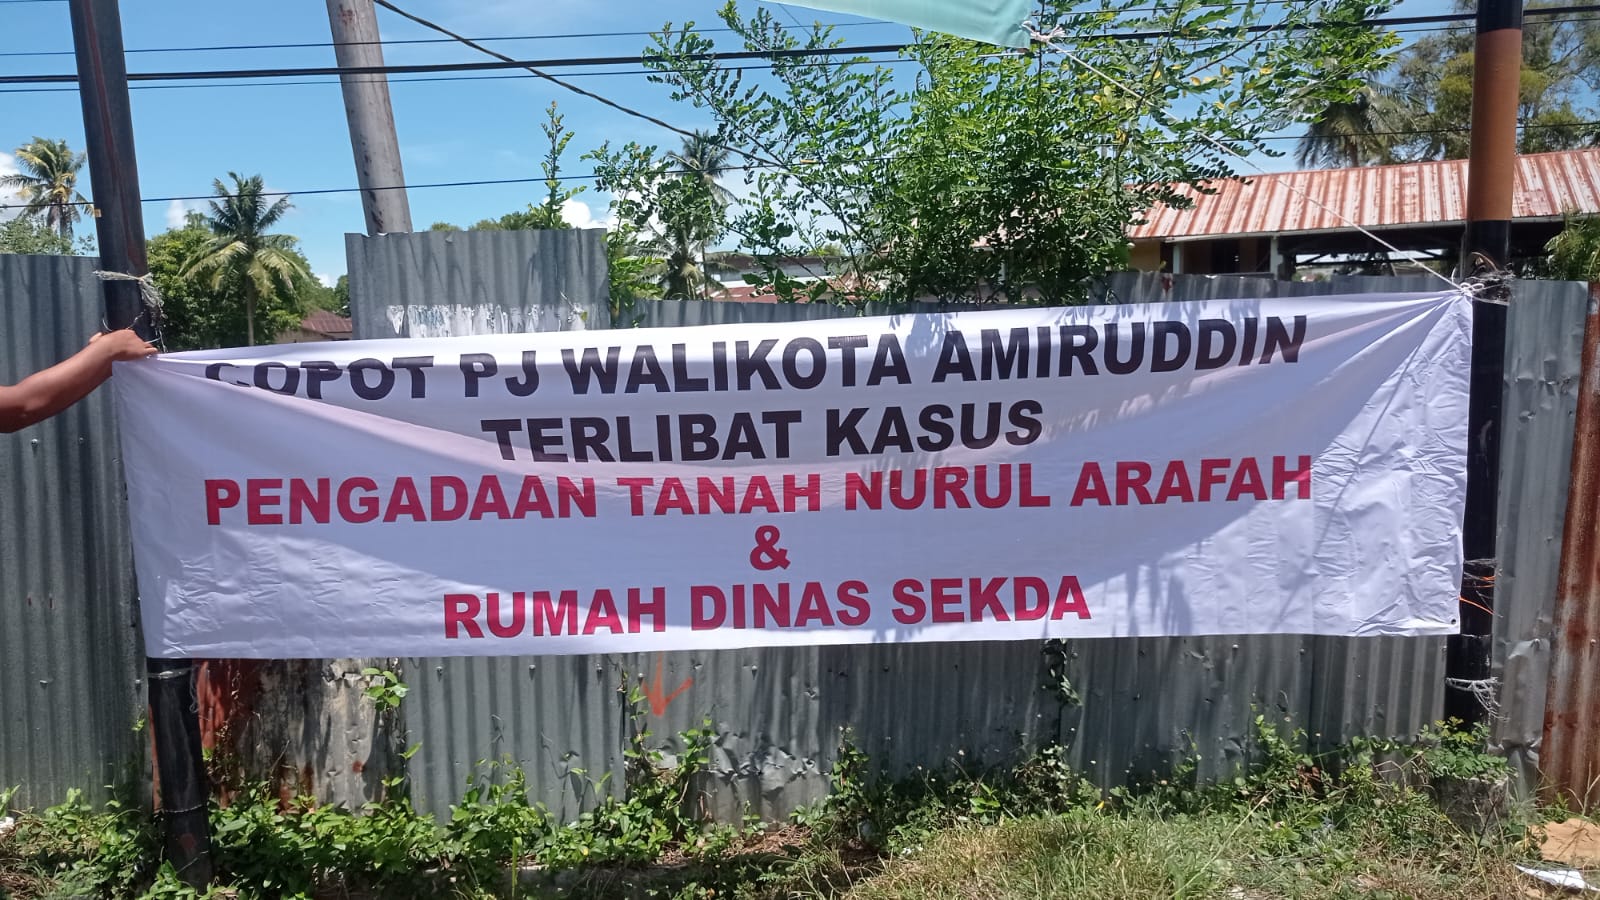 COPOT PJ WALIKOTA AMIRUDDIN
TERLIBAT KASUS
PENGADAAN TANAH NURUL ARAFAH
&
RUMAH DINAS SEKDA